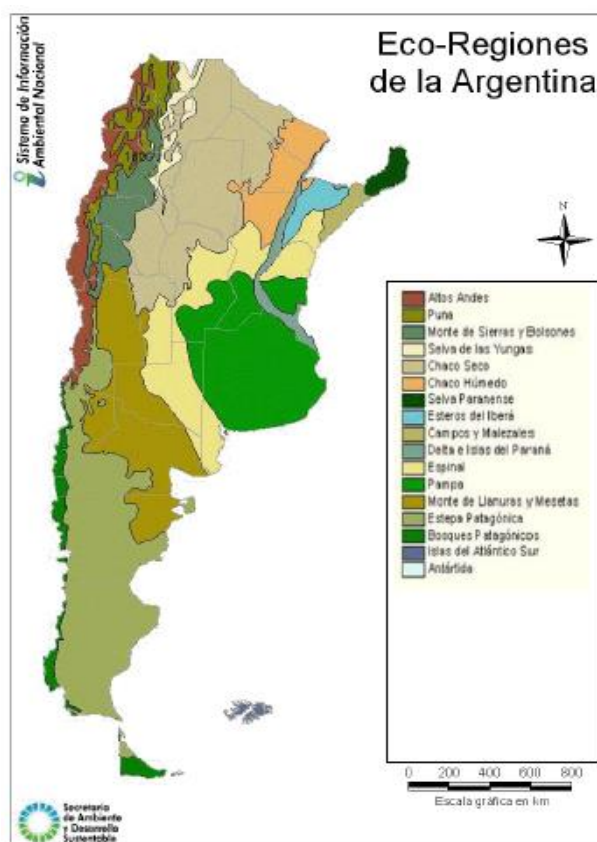 Sistema de Información
Ambiental Nacional
Eco-Regiones
de la Argentina
N
Altos Andes
Puna
Monte de Sierras y Bolsones
Selva de las Yungas
Chaco Seco
Chaco Húmedo
Selva Paranense
Esteros del Iberá
Campos y Malezales
Delta e Islas del Paraná
Espinal
Pampa
Monte de Llanuras y Mesetas
Estepa Patagónica
Bosques Patagónicos
Islas del Atlántico Sur
Antártida
0 200 400 600 800
Escala gráfica en km
Secretaría
de Ambiente
y Desarrollo
Sustentable